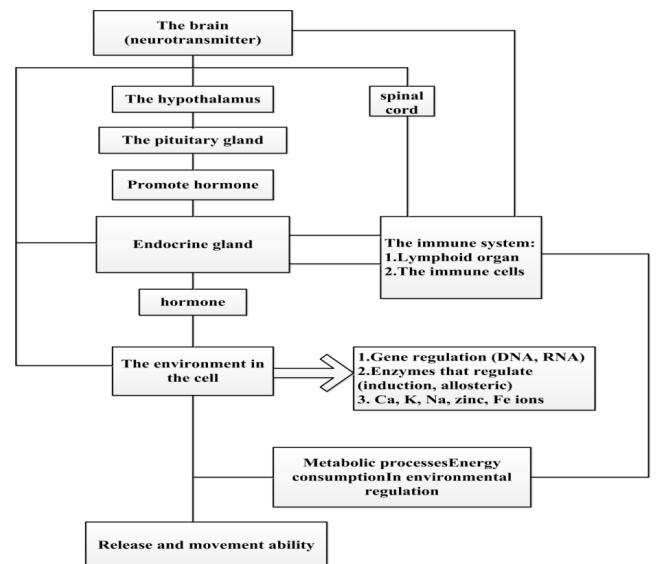 The brain
(neurotransmitter)
The hypothalamus
spinal
cord
The pituitary gland
Promote hormone
Endocrine gland
The immune system:
1.Lymphoid organ
2.The immune cells
hormone
The environment in
the cell
1.Gene regulation (DNA, RNA)
2.Enzymes that regulate
(induction, allosteric)
3. Ca, K, Na, zinc, Fe ions
Metabolic processesEnergy
consumptionIn environmental
regulation
Release and movement ability